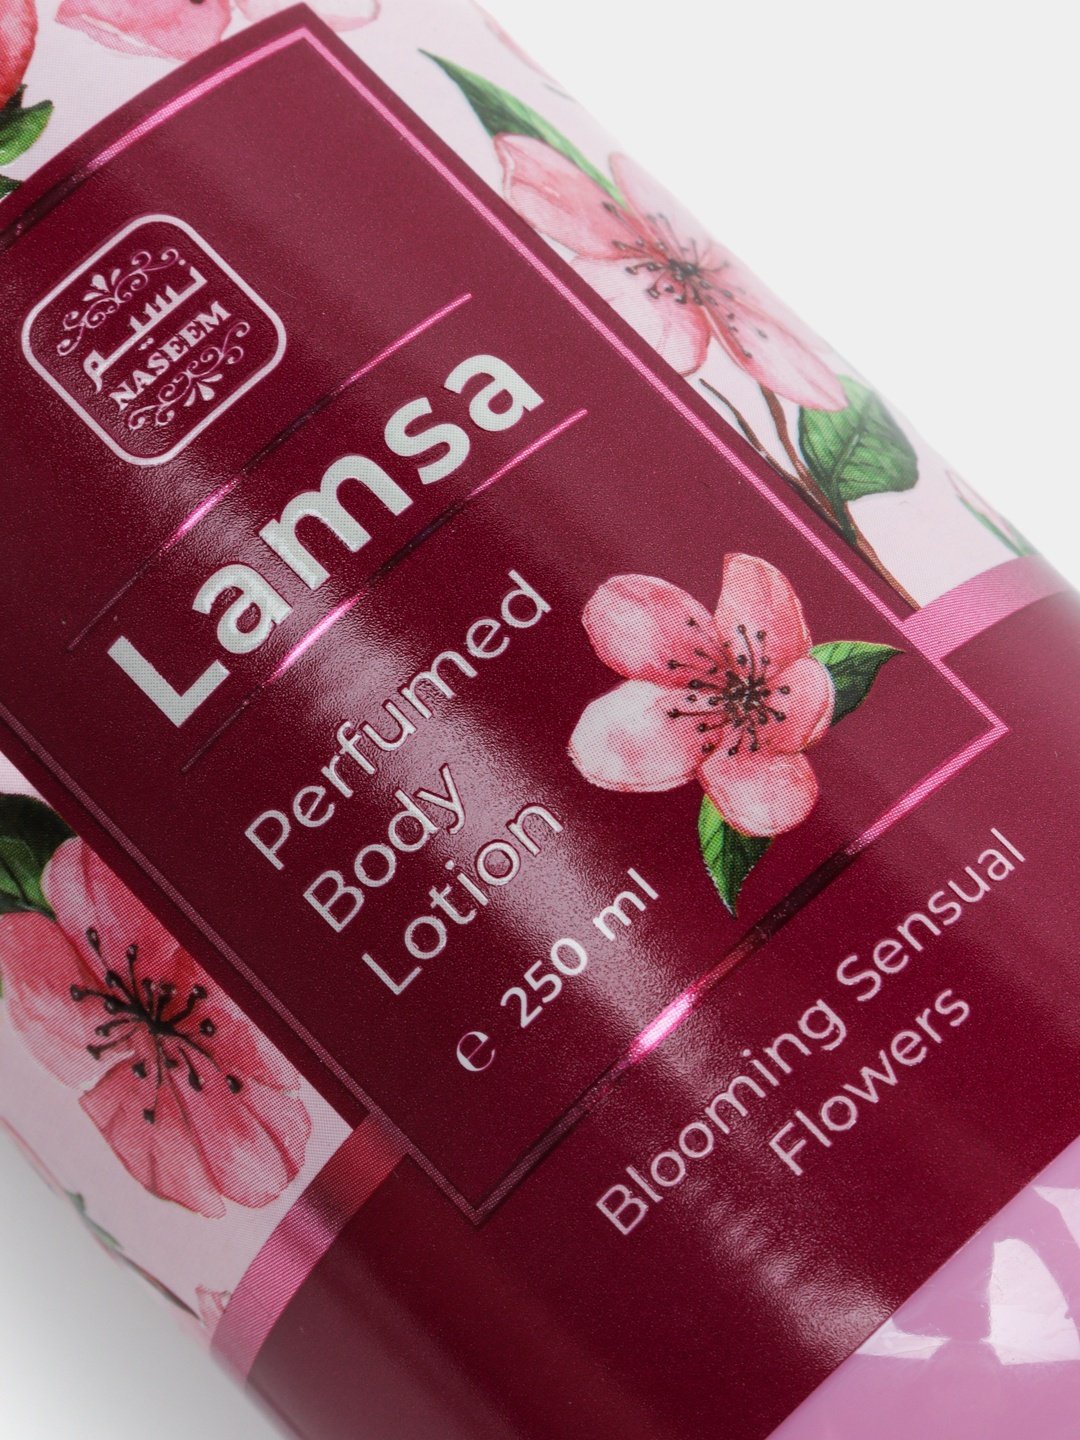 نسيم
NASEEM
Lamsa
Perfumed
Body
Lotion
℮ 250 ml
Blooming Sensual
Flowers